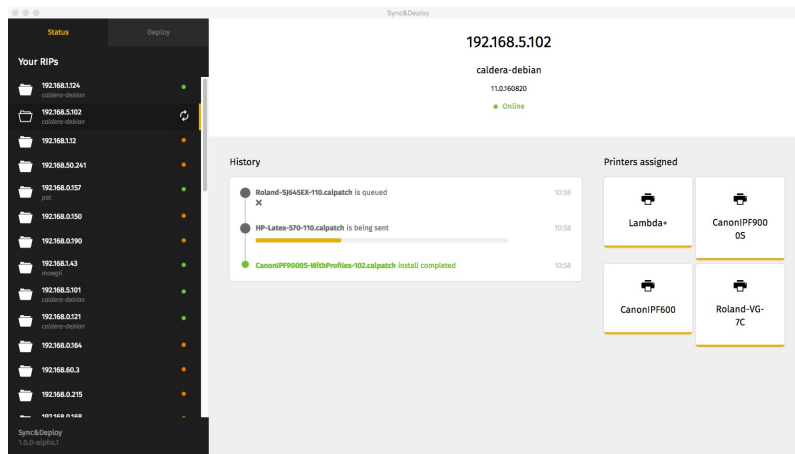 Sync&Deploy
Status
Deploy
Your RIPs
192.168.1.124
caldera-debian
192.168.5.102
caldera-debian
192.168.1.12
192.168.50.241
192.168.0.157
pat
192.168.0.150
192.168.0.190
192.168.1.43
mowgli
192.168.5.101
caldera-debian
192.168.0.121
caldera-debian
192.168.0.164
192.168.60.3
192.168.0.215
192.168.0.168
Sync&Deploy
1.0.0-alpha.1
192.168.5.102
caldera-debian
11.0.160820
Online
History
Roland-SJ645EX-110.calpatch is queued 10:58
HP-Latex-570-110.calpatch is being sent 10:58
CanonIPF9000S-WithProfiles-102.calpatch install completed 10:58
Printers assigned
Lambda+
CanonIPF900
0S
CanonIPF600
Roland-VG-
7C